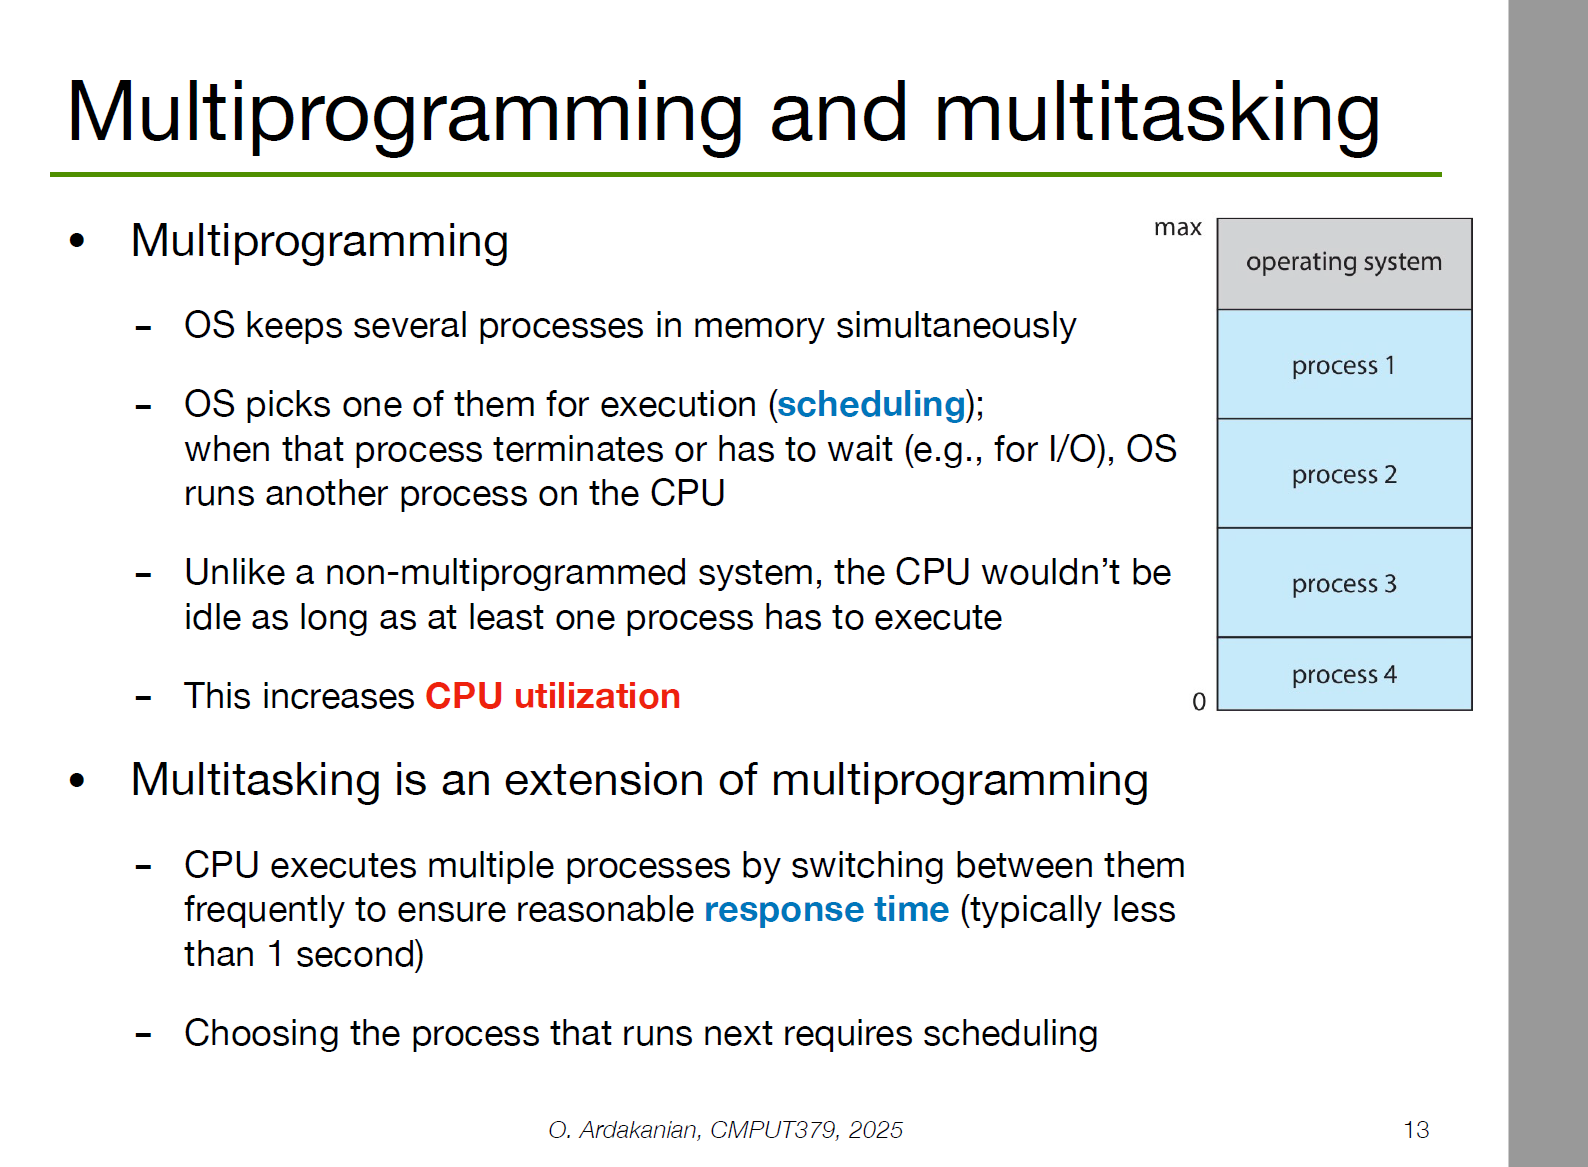 Multiprogramming and multitasking
• Multiprogramming
– OS keeps several processes in memory simultaneously
– OS picks one of them for execution (scheduling);
when that process terminates or has to wait (e.g., for I/O), OS
runs another process on the CPU
– Unlike a non-multiprogrammed system, the CPU wouldn’t be
idle as long as at least one process has to execute
– This increases CPU utilization
• Multitasking is an extension of multiprogramming
– CPU executes multiple processes by switching between them
frequently to ensure reasonable response time (typically less
than 1 second)
– Choosing the process that runs next requires scheduling
max
operating system
process 1
process 2
process 3
process 4
0
O. Ardakanian, CMPUT379, 2025
13